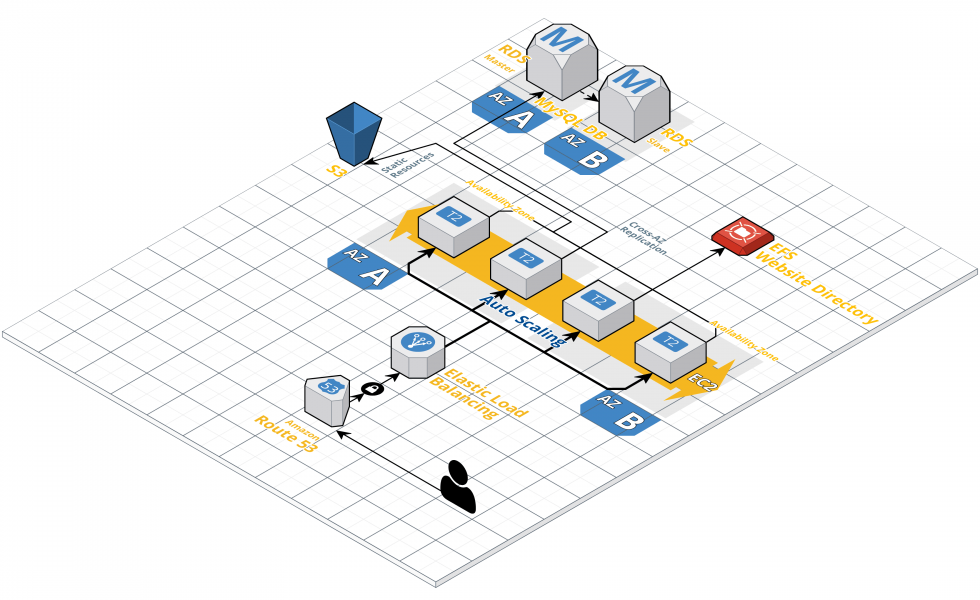 M
RDS
Master
M
AZ
A
MySQL DB
RDS
Slave
AZ
B
Static
Resources
S3
Availability-Zone
T2
Cross-Az
Replication
EFS
Website Directory
T2
AZ
A
T2
Auto Scaling
T2
Availability-Zone
EC2
Elastic Load
Balancing
AZ
B
53
Amazon
Route 53